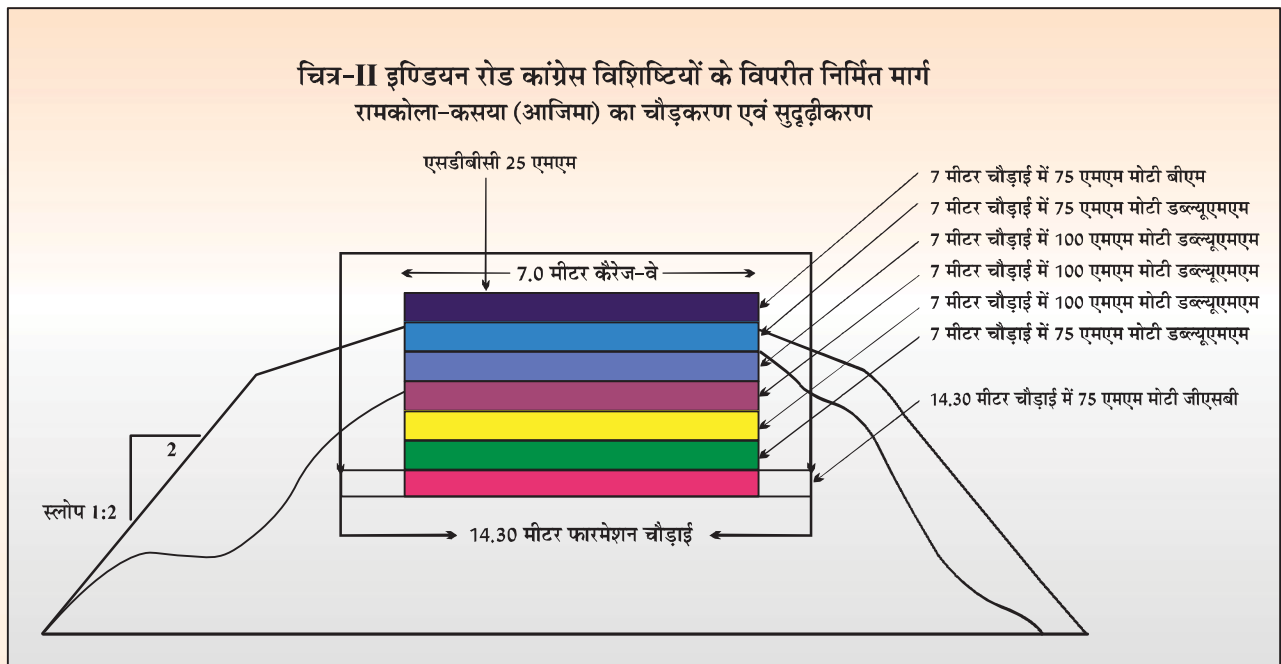 चित्र-II इण्डियन रोड कांग्रेस विशिष्टियों के विपरीत निर्मित मार्ग
रामकोला-कसया (आजिमा) का चौड़करण एवं सुदृढ़ीकरण
एसडीबीसी 25 एमएम
7 मीटर चौड़ाई में 75 एमएम मोटी बीएम
7 मीटर चौड़ाई में 75 एमएम मोटी डब्ल्यूएमएम
7 मीटर चौड़ाई में 100 एमएम मोटी डब्ल्यूएमएम
7 मीटर चौड़ाई में 100 एमएम मोटी डब्ल्यूएमएम
7 मीटर चौड़ाई में 100 एमएम मोटी डब्ल्यूएमएम
7 मीटर चौड़ाई में 75 एमएम मोटी डब्ल्यूएमएम
14.30 मीटर चौड़ाई में 75 एमएम मोटी जीएसबी
7.0 मीटर कैरेज-वे
2
स्लोप 1:2
14.30 मीटर फारमेशन चौड़ाई